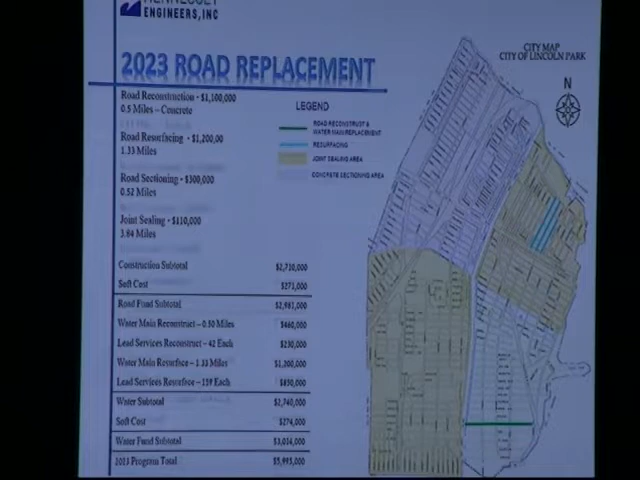 HENNESSEY
ENGINEERS, INC
2023 ROAD REPLACEMENT
Road Reconstruction - $1,100,000
0.5 Miles – Concrete
Road Resurfacing - $1,200,00
1.33 Miles
Road Sectioning - $300,000
0.52 Miles
Joint Sealing - $110,000
3.84 Miles
Construction Subtotal $2,710,000
Soft Cost $271,000
Road Fund Subtotal $2,981,000
Water Main Reconstruct – 0.50 Miles $460,000
Lead Services Reconstruct – 42 Each $230,000
Water Main Resurface – 1.33 Miles $1,200,000
Lead Services Resurface – 159 Each $850,000
Water Subtotal $2,740,000
Soft Cost $274,000
Water Fund Subtotal $3,014,000
2023 Program Total $5,995,000
LEGEND
ROAD RECONSTRUCT &
WATER MAIN REPLACEMENT
RESURFACING
JOINT SEALING AREA
CONCRETE SECTIONING AREA
CITY MAP
CITY OF LINCOLN PARK
N